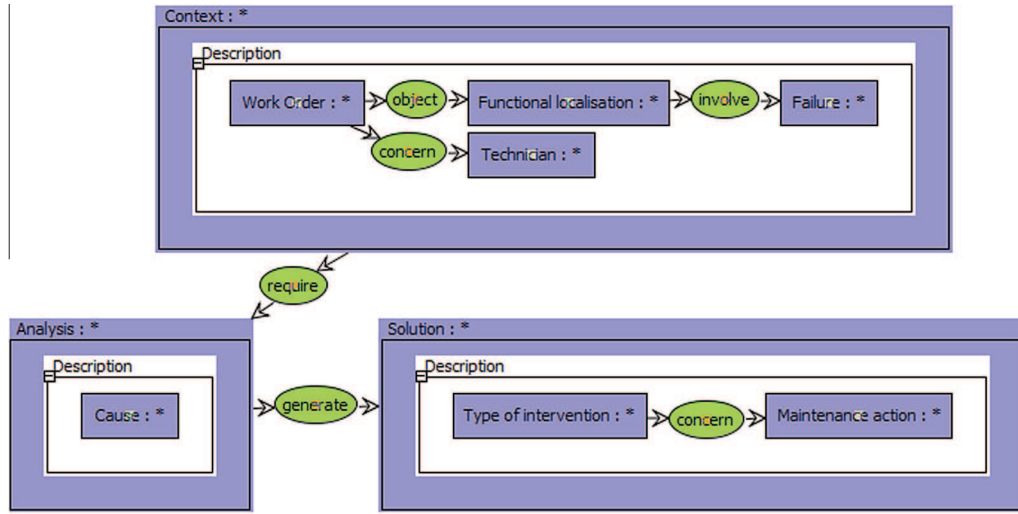 Context : *
Description
Work Order : * object Functional localisation : * involve Failure : *
concern Technician : *
require
Analysis : * Solution : *
Description Description
Cause : * generate Type of intervention : * concern Maintenance action : *